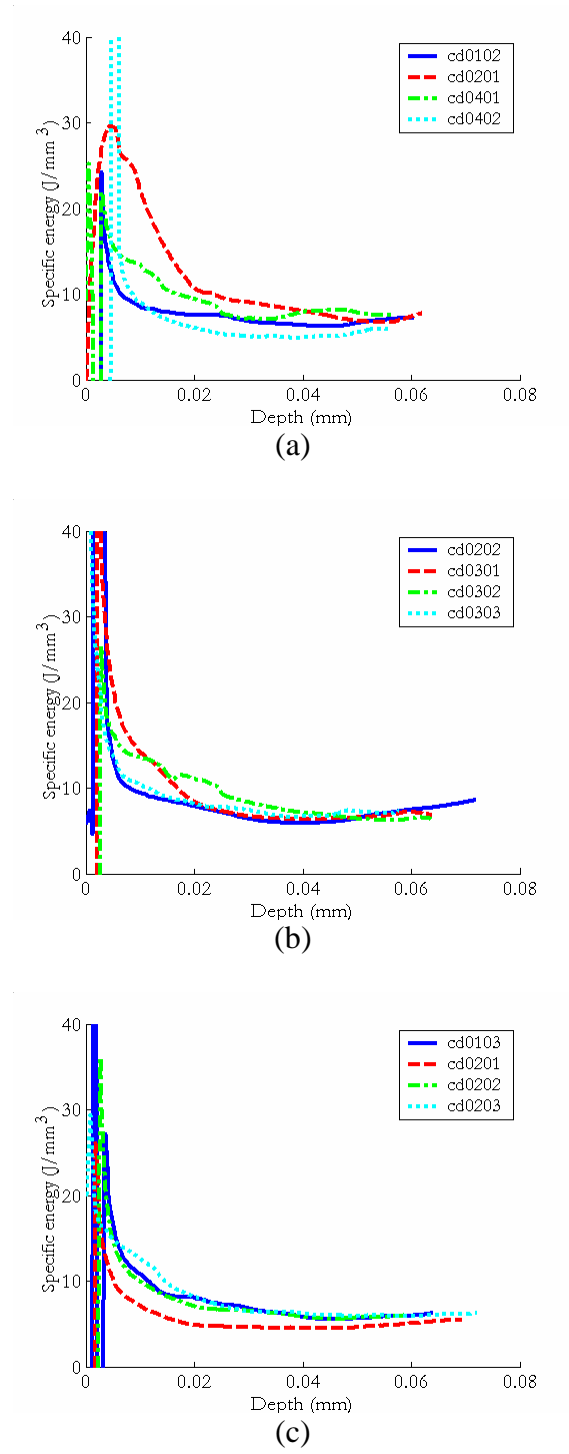 40
30
20
10
0
Specific energy (J/mm³)
cd0102
cd0201
cd0401
cd0402
0 0.02 0.04 0.06 0.08
Depth (mm)
(a)
40
30
20
10
0
Specific energy (J/mm³)
cd0202
cd0301
cd0302
cd0303
0 0.02 0.04 0.06 0.08
Depth (mm)
(b)
40
30
20
10
0
Specific energy (J/mm³)
cd0103
cd0201
cd0202
cd0203
0 0.02 0.04 0.06 0.08
Depth (mm)
(c)